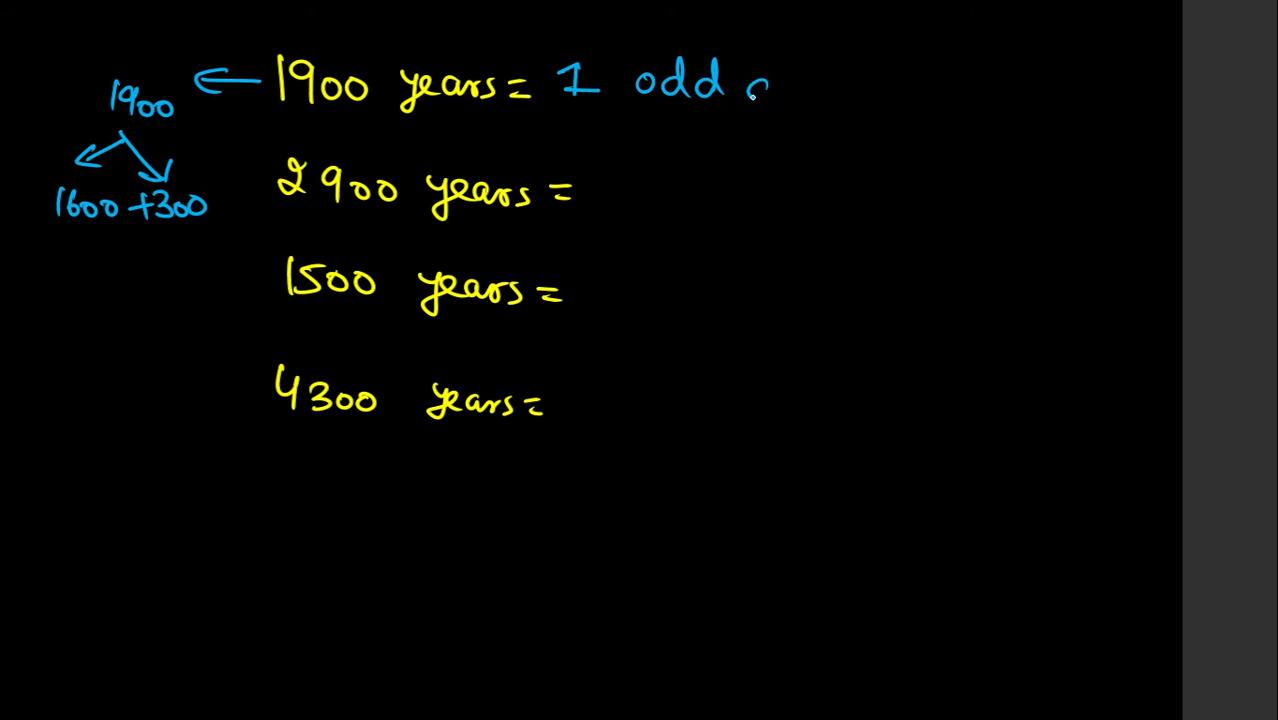 1900 ← 1900 years = 1 odd
1600 + 300
2900 years =
1500 years =
4300 years =